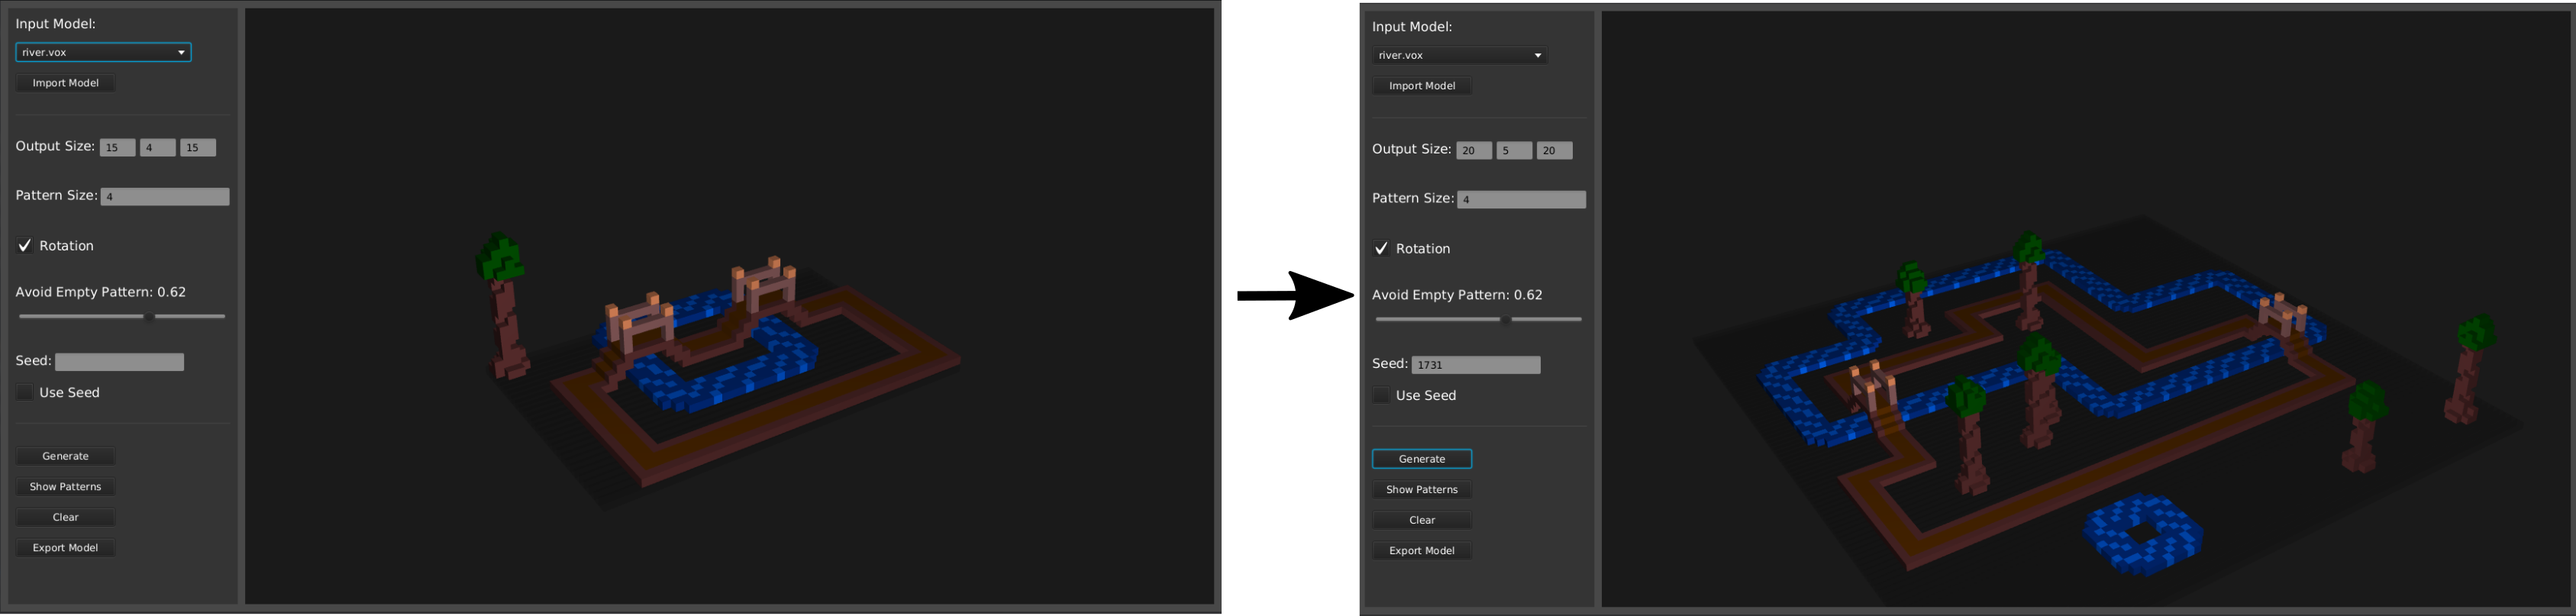 Input Model:
river.vox
Import Model
Output Size: 15 4 15
Pattern Size: 4
Rotation
Avoid Empty Pattern: 0.62
Seed:
Use Seed
Generate
Show Patterns
Clear
Export Model
Input Model:
river.vox
Import Model
Output Size: 20 5 20
Pattern Size: 4
Rotation
Avoid Empty Pattern: 0.62
Seed: 1731
Use Seed
Generate
Show Patterns
Clear
Export Model